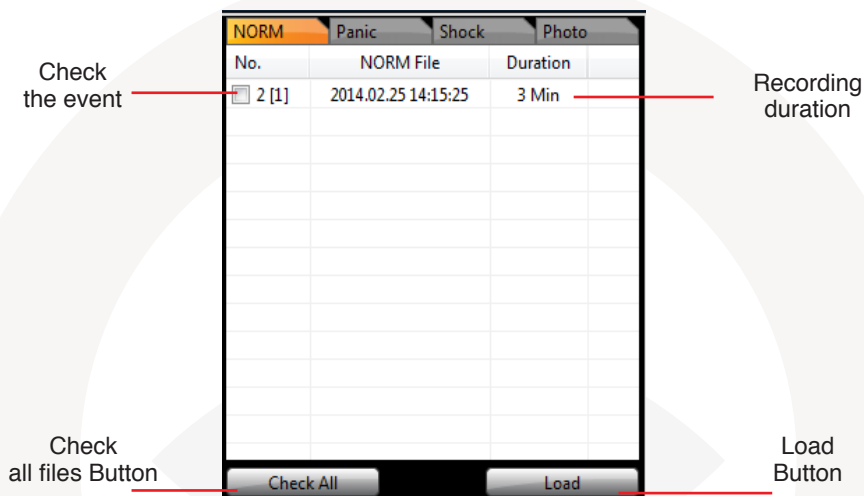 NORM Panic Shock Photo
No. NORM File Duration
Check
the event
2 [1] 2014.02.25 14:15:25 3 Min
Recording
duration
Check
all files Button
Check All
Load
Load
Button